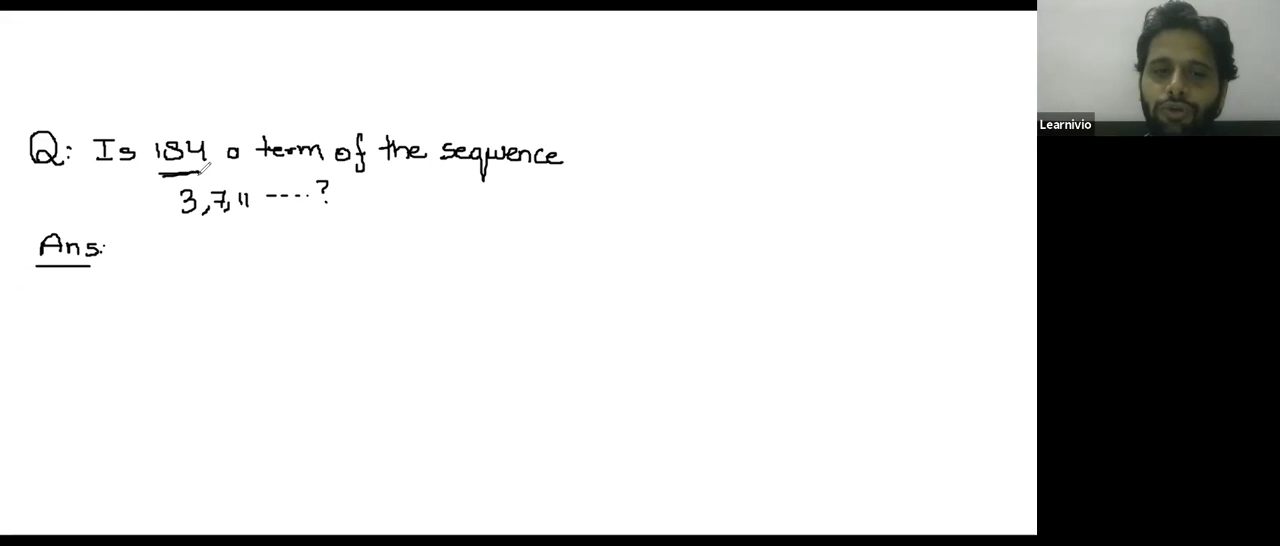 Q: Is 184 a term of the sequence
3, 7, 11 ----?
Ans:
Learnivio